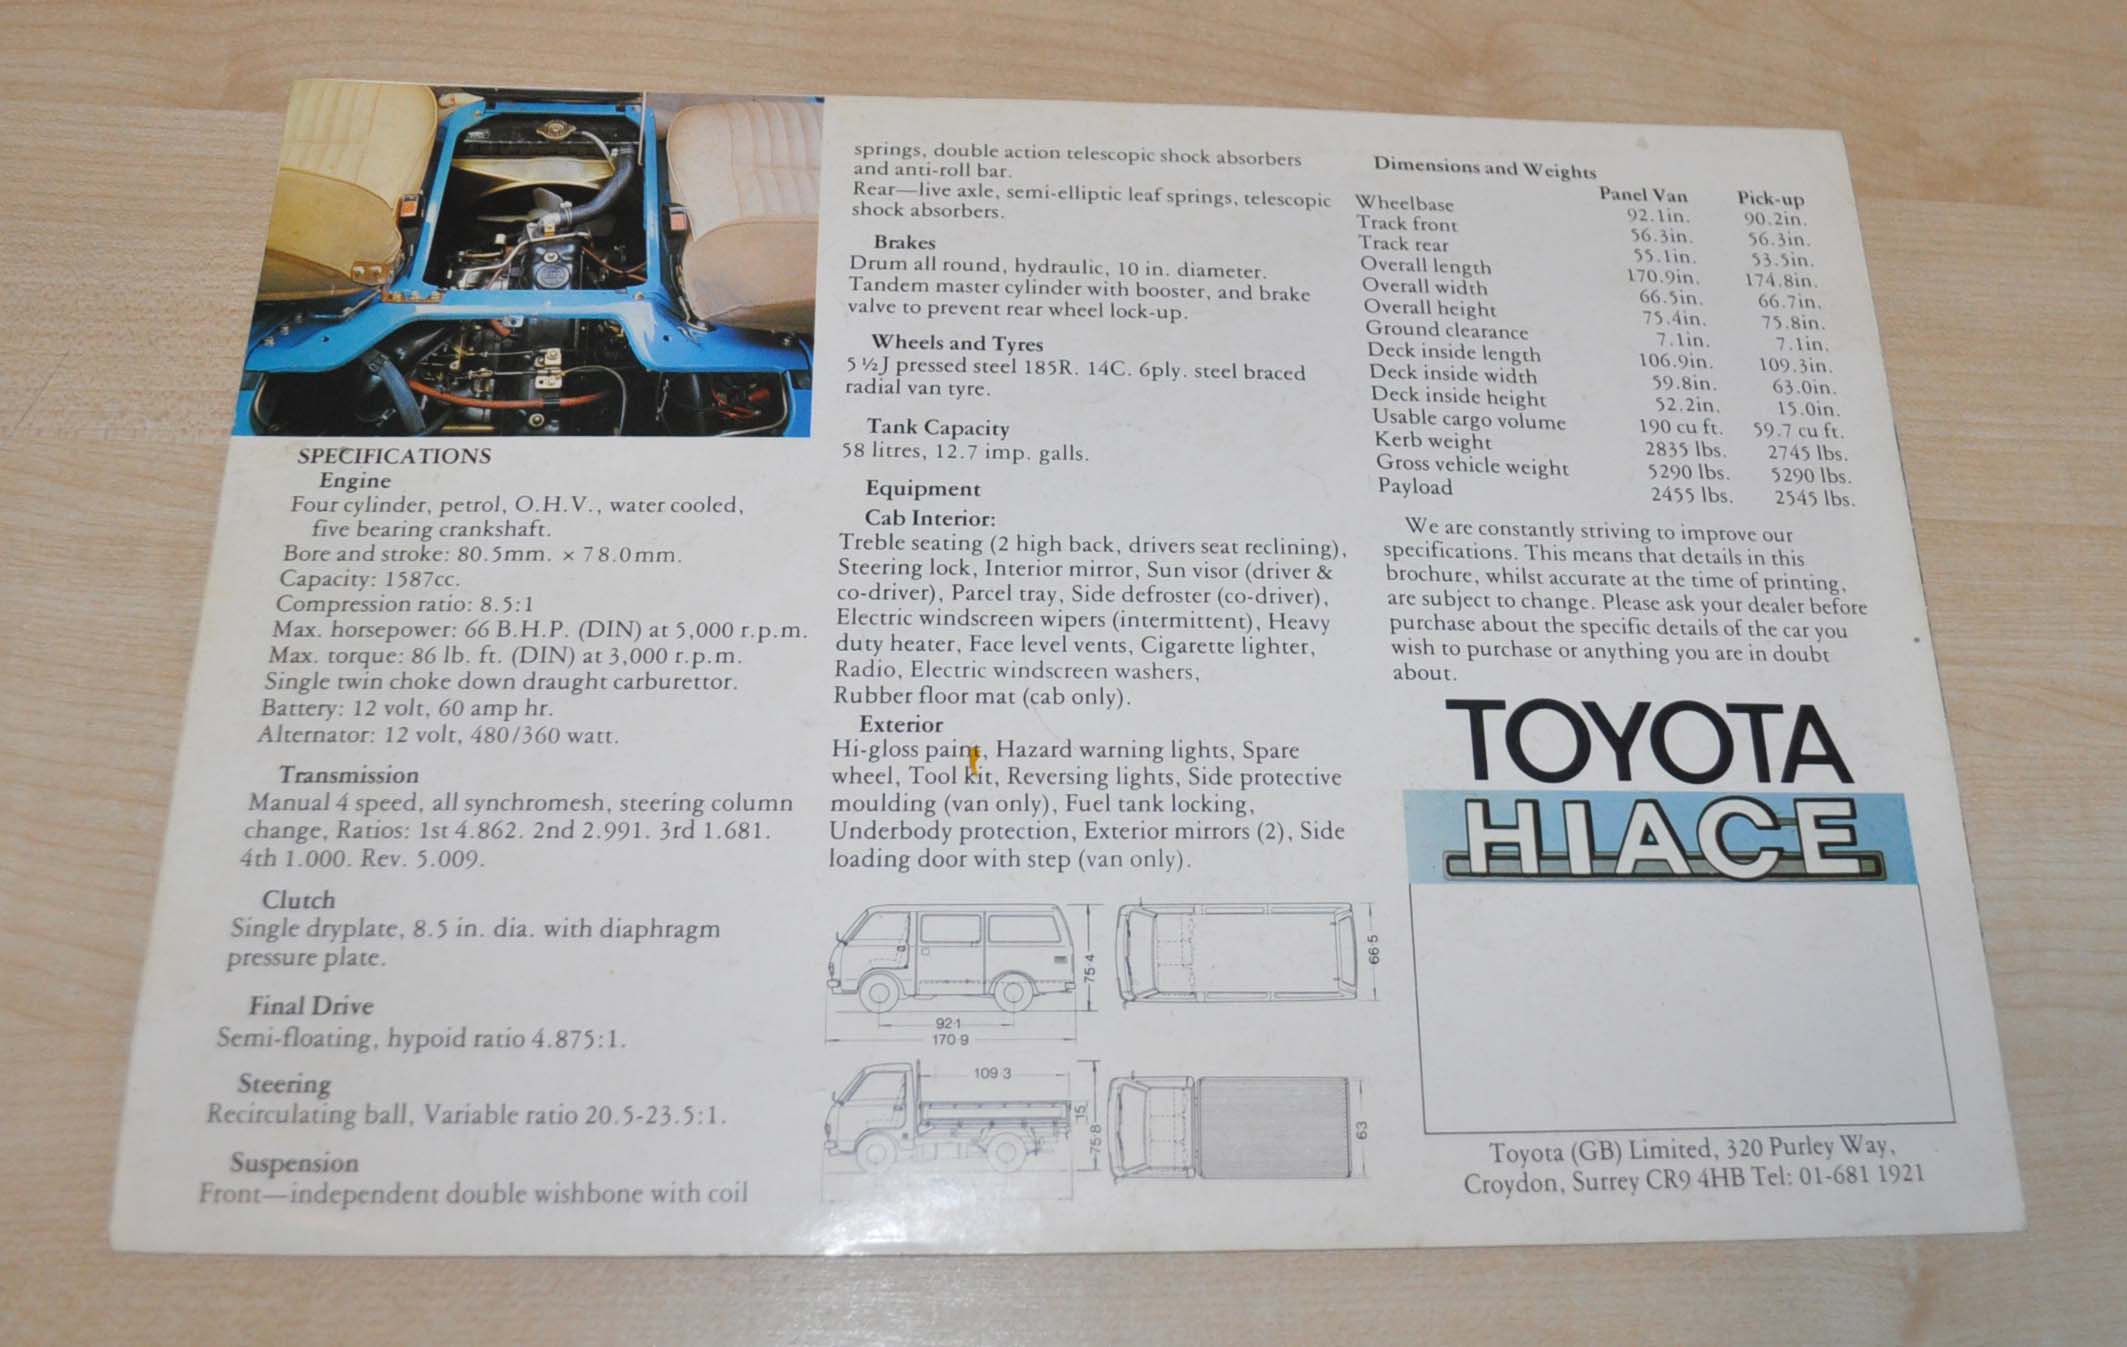 SPECIFICATIONS
Engine
Four cylinder, petrol, O.H.V., water cooled,
five bearing crankshaft.
Bore and stroke: 80.5mm. × 78.0mm.
Capacity: 1587cc.
Compression ratio: 8.5:1
Max. horsepower: 66 B.H.P. (DIN) at 5,000 r.p.m.
Max. torque: 86 lb. ft. (DIN) at 3,000 r.p.m.
Single twin choke down draught carburettor.
Battery: 12 volt, 60 amp hr.
Alternator: 12 volt, 480/360 watt.
Transmission
Manual 4 speed, all synchromesh, steering column
change, Ratios: 1st 4.862. 2nd 2.991. 3rd 1.681.
4th 1.000. Rev. 5.009.
Clutch
Single dryplate, 8.5 in. dia. with diaphragm
pressure plate.
Final Drive
Semi-floating, hypoid ratio 4.875:1.
Steering
Recirculating ball, Variable ratio 20.5-23.5:1.
Suspension
Front—independent double wishbone with coil
springs, double action telescopic shock absorbers
and anti-roll bar.
Rear—live axle, semi-elliptic leaf springs, telescopic
shock absorbers.
Brakes
Drum all round, hydraulic, 10 in. diameter.
Tandem master cylinder with booster, and brake
valve to prevent rear wheel lock-up.
Wheels and Tyres
5 ½J pressed steel 185R. 14C. 6ply. steel braced
radial van tyre.
Tank Capacity
58 litres, 12.7 imp. galls.
Equipment
Cab Interior:
Treble seating (2 high back, drivers seat reclining),
Steering lock, Interior mirror, Sun visor (driver &
co-driver), Parcel tray, Side defroster (co-driver),
Electric windscreen wipers (intermittent), Heavy
duty heater, Face level vents, Cigarette lighter,
Radio, Electric windscreen washers,
Rubber floor mat (cab only).
Exterior
Hi-gloss paint, Hazard warning lights, Spare
wheel, Tool kit, Reversing lights, Side protective
moulding (van only), Fuel tank locking,
Underbody protection, Exterior mirrors (2), Side
loading door with step (van only).
75·4
66·5
92·1
170·9
109·3
15
75·8
63
Dimensions and Weights
Panel Van Pick-up
Wheelbase 92.1in. 90.2in.
Track front 56.3in. 56.3in.
Track rear 55.1in. 53.5in.
Overall length 170.9in. 174.8in.
Overall width 66.5in. 66.7in.
Overall height 75.4in. 75.8in.
Ground clearance 7.1in. 7.1in.
Deck inside length 106.9in. 109.3in.
Deck inside width 59.8in. 63.0in.
Deck inside height 52.2in. 15.0in.
Usable cargo volume 190 cu ft. 59.7 cu ft.
Kerb weight 2835 lbs. 2745 lbs.
Gross vehicle weight 5290 lbs. 5290 lbs.
Payload 2455 lbs. 2545 lbs.
We are constantly striving to improve our
specifications. This means that details in this
brochure, whilst accurate at the time of printing,
are subject to change. Please ask your dealer before
purchase about the specific details of the car you
wish to purchase or anything you are in doubt
about.
TOYOTA
HIACE
Toyota (GB) Limited, 320 Purley Way,
Croydon, Surrey CR9 4HB Tel: 01-681 1921